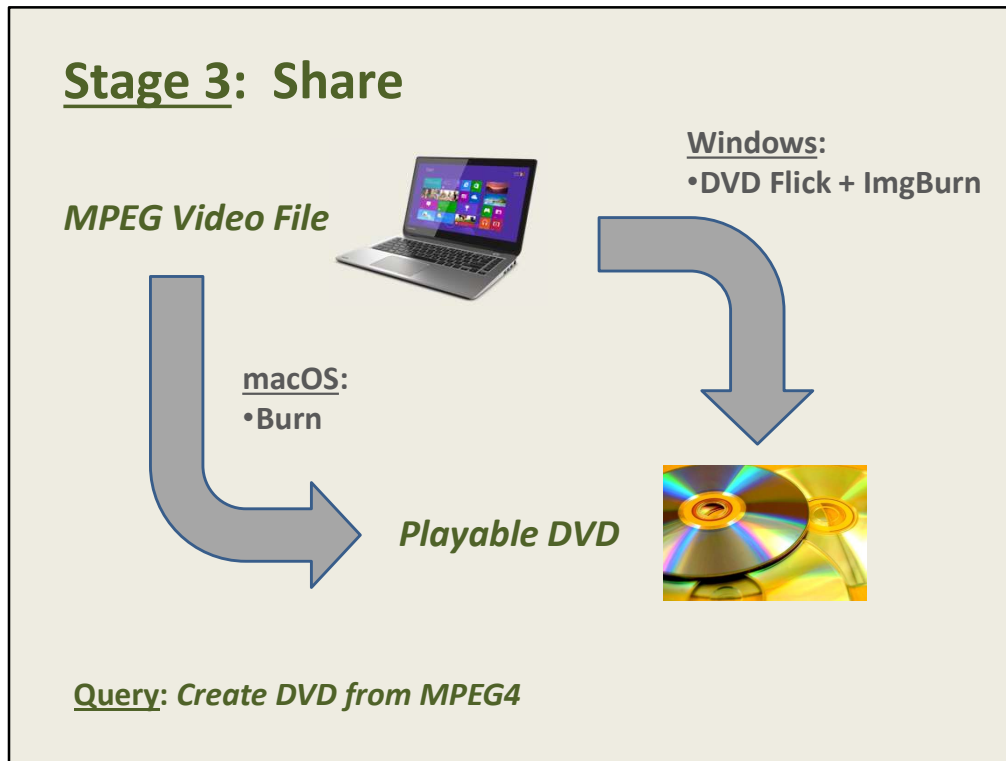 Stage 3: Share
Windows:
•DVD Flick + ImgBurn
MPEG Video File
macOS:
•Burn
Playable DVD
Query: Create DVD from MPEG4